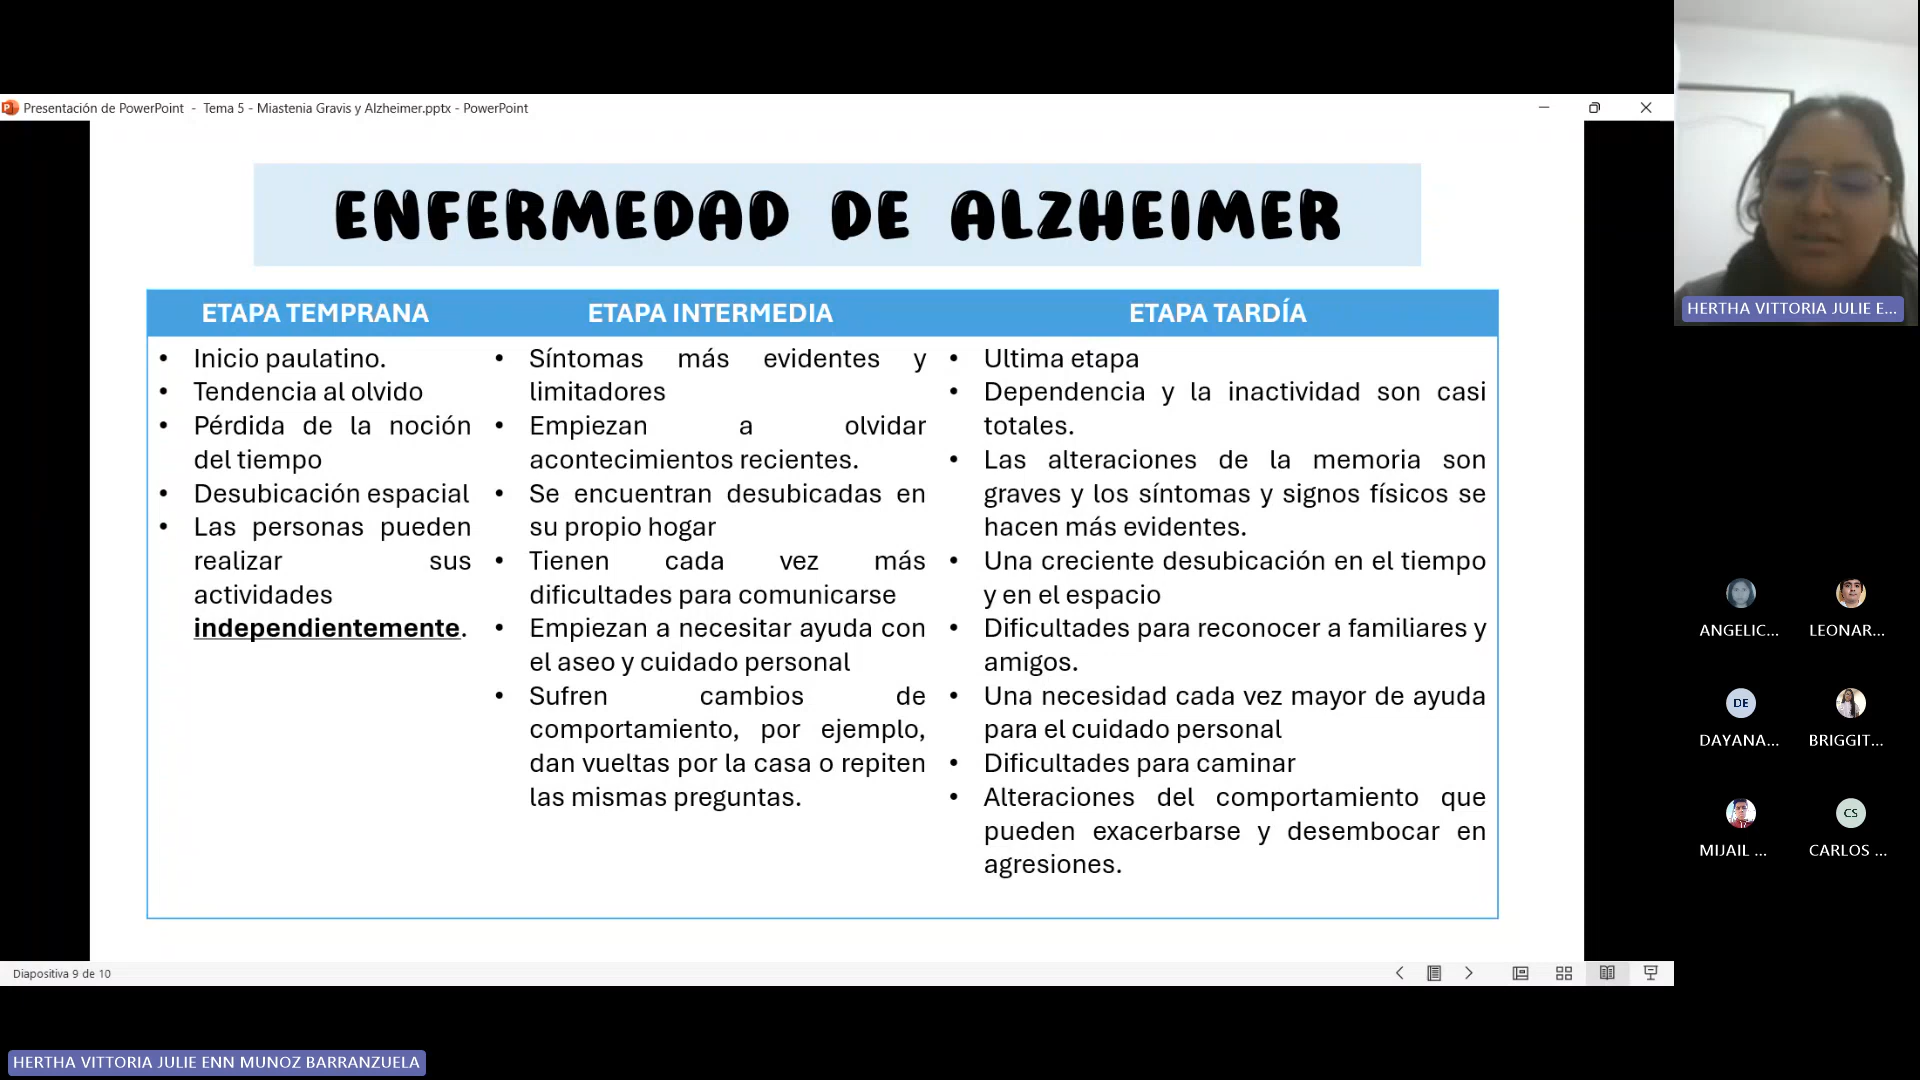 Presentación de PowerPoint - Tema 5 - Miastenia Gravis y Alzheimer.pptx - PowerPoint
ENFERMEDAD DE ALZHEIMER
ETAPA TEMPRANA
• Inicio paulatino.
• Tendencia al olvido
• Pérdida de la noción
del tiempo
• Desubicación espacial
• Las personas pueden
realizar sus
actividades
independientemente.
ETAPA INTERMEDIA
• Síntomas más evidentes y
limitadores
• Empiezan a olvidar
acontecimientos recientes.
• Se encuentran desubicadas en
su propio hogar
• Tienen cada vez más
dificultades para comunicarse
• Empiezan a necesitar ayuda con
el aseo y cuidado personal
• Sufren cambios de
comportamiento, por ejemplo,
dan vueltas por la casa o repiten
las mismas preguntas.
ETAPA TARDÍA
• Ultima etapa
• Dependencia y la inactividad son casi
totales.
• Las alteraciones de la memoria son
graves y los síntomas y signos físicos se
hacen más evidentes.
• Una creciente desubicación en el tiempo
y en el espacio
• Dificultades para reconocer a familiares y
amigos.
• Una necesidad cada vez mayor de ayuda
para el cuidado personal
• Dificultades para caminar
• Alteraciones del comportamiento que
pueden exacerbarse y desembocar en
agresiones.
Diapositiva 9 de 10
HERTHA VITTORIA JULIE E...
ANGELIC...
LEONAR...
DE
DAYANA...
BRIGGIT...
MIJAIL ...
CS
CARLOS ...
HERTHA VITTORIA JULIE ENN MUNOZ BARRANZUELA